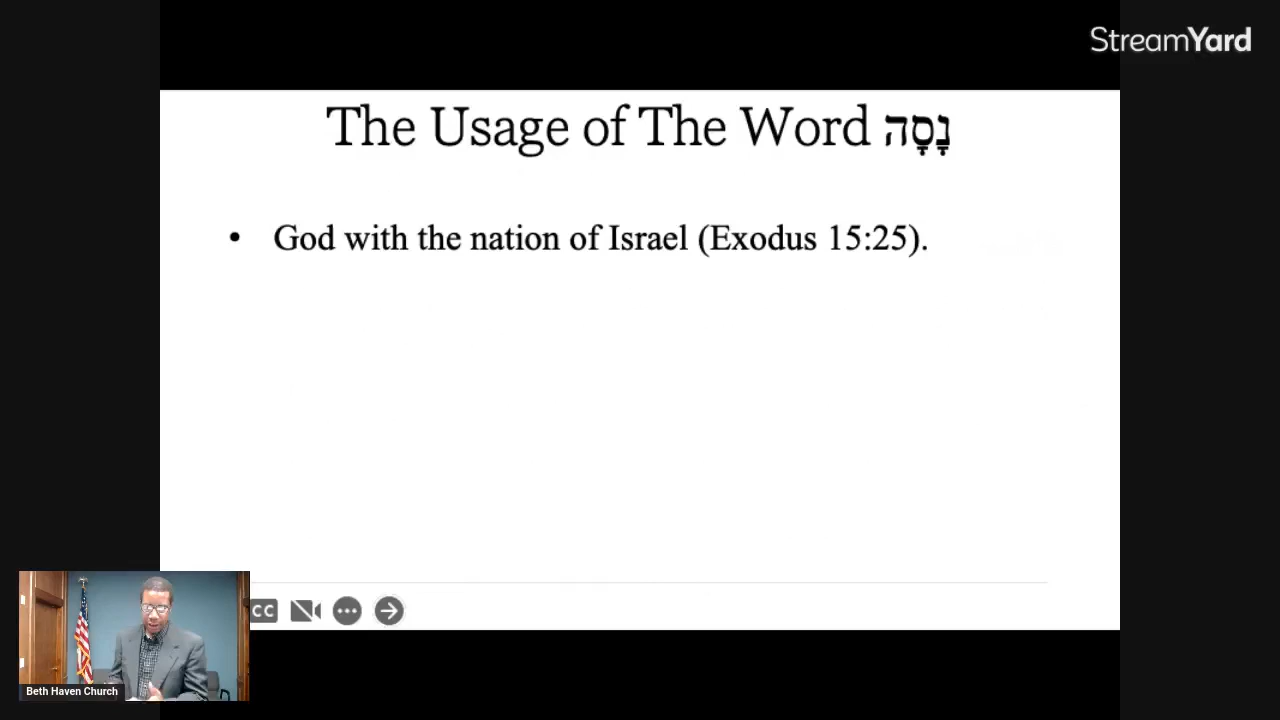 StreamYard
The Usage of The Word נָסָה
• God with the nation of Israel (Exodus 15:25).
CC
Beth Haven Church